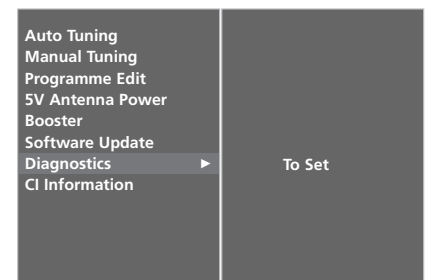 Auto Tuning
Manual Tuning
Programme Edit
5V Antenna Power
Booster
Software Update
Diagnostics ►
To Set
CI Information